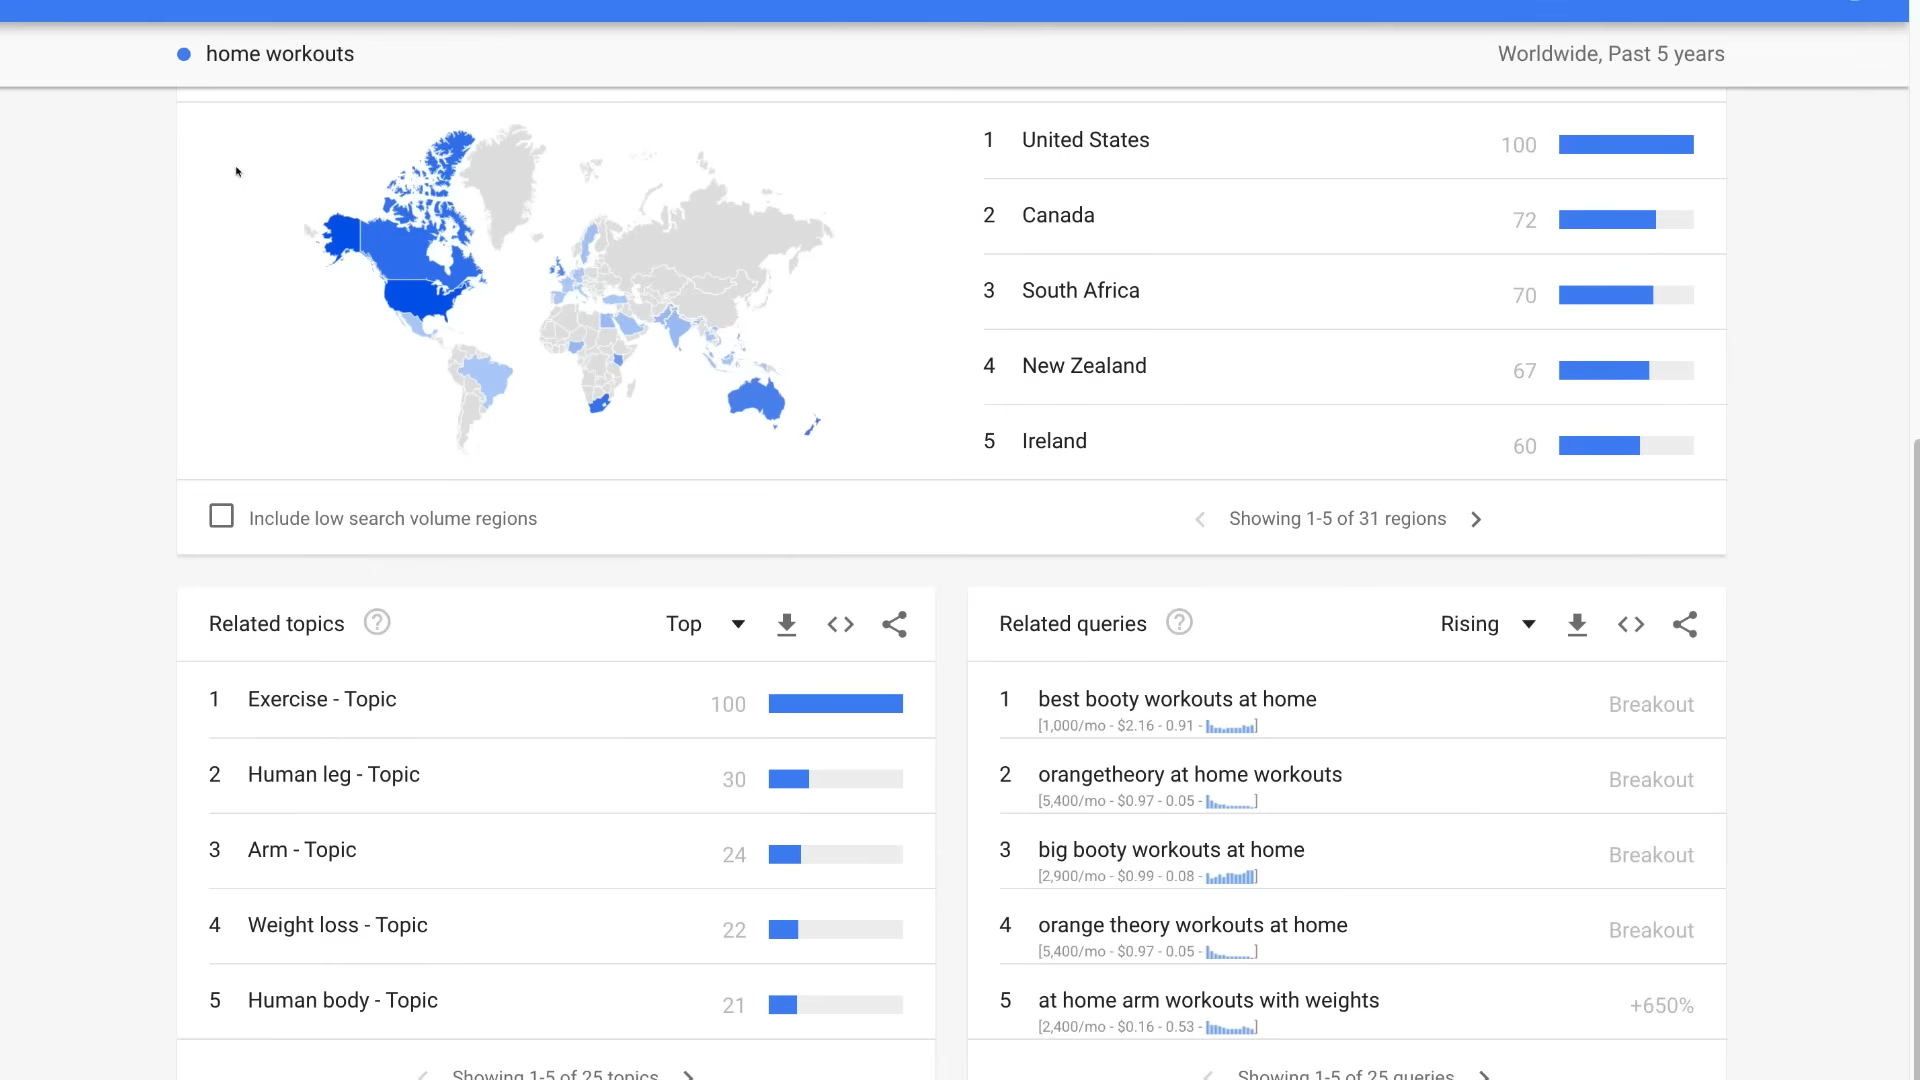 home workouts
Worldwide, Past 5 years
1 United States 100
2 Canada 72
3 South Africa 70
4 New Zealand 67
5 Ireland 60
Include low search volume regions
Showing 1-5 of 31 regions
Related topics ?
Top
1 Exercise - Topic 100
2 Human leg - Topic 30
3 Arm - Topic 24
4 Weight loss - Topic 22
5 Human body - Topic 21
Showing 1-5 of 25 topics
Related queries ?
Rising
1 best booty workouts at home Breakout
[1,000/mo - $2.16 - 0.91 - ]
2 orangetheory at home workouts Breakout
[5,400/mo - $0.97 - 0.05 - ]
3 big booty workouts at home Breakout
[2,900/mo - $0.99 - 0.08 - ]
4 orange theory workouts at home Breakout
[5,400/mo - $0.97 - 0.05 - ]
5 at home arm workouts with weights +650%
[2,400/mo - $0.16 - 0.53 - ]
Showing 1-5 of 25 queries